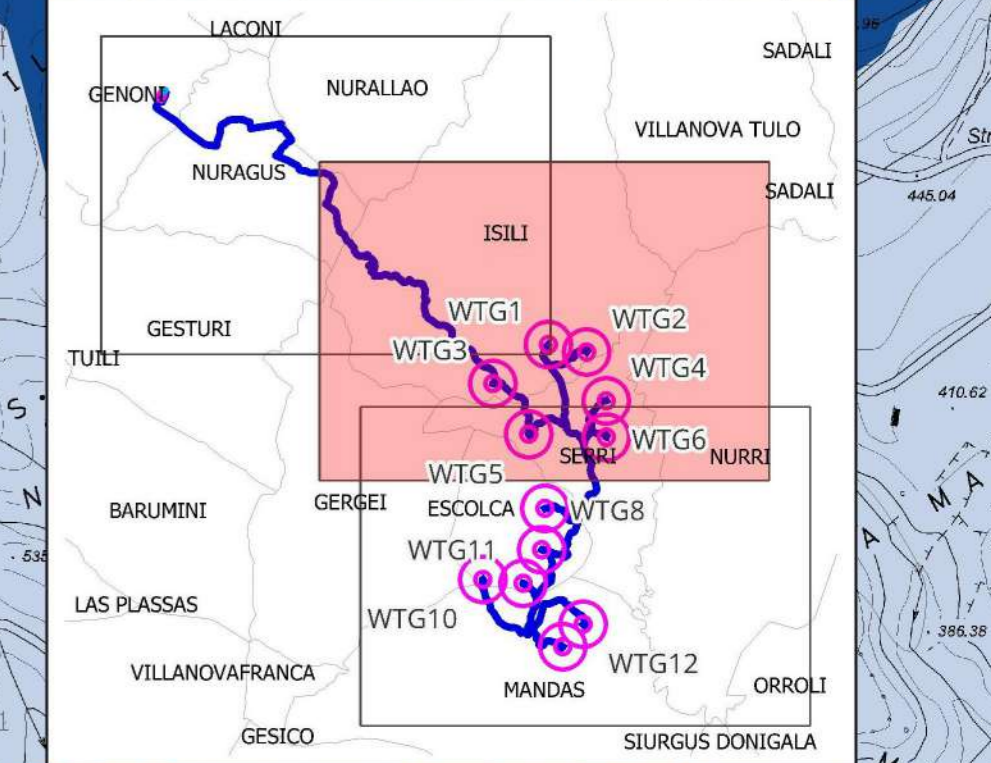 LACONI
SADALI
GENONI
NURALLAO
VILLANOVA TULO
Str
NURAGUS
SADALI
445.04
ISILI
WTG1
WTG2
GESTURI
WTG3
TUILI
WTG4
410.62
S
WTG6
SERRI
NURRI
WTG5
GERGEI
ESCOLCA
WTG8
BARUMINI
N
M A
A
WTG11
LAS PLASSAS
WTG10
386.38
WTG12
VILLANOVAFRANCA
MANDAS
ORROLI
GESICO
SIURGUS DONIGALA